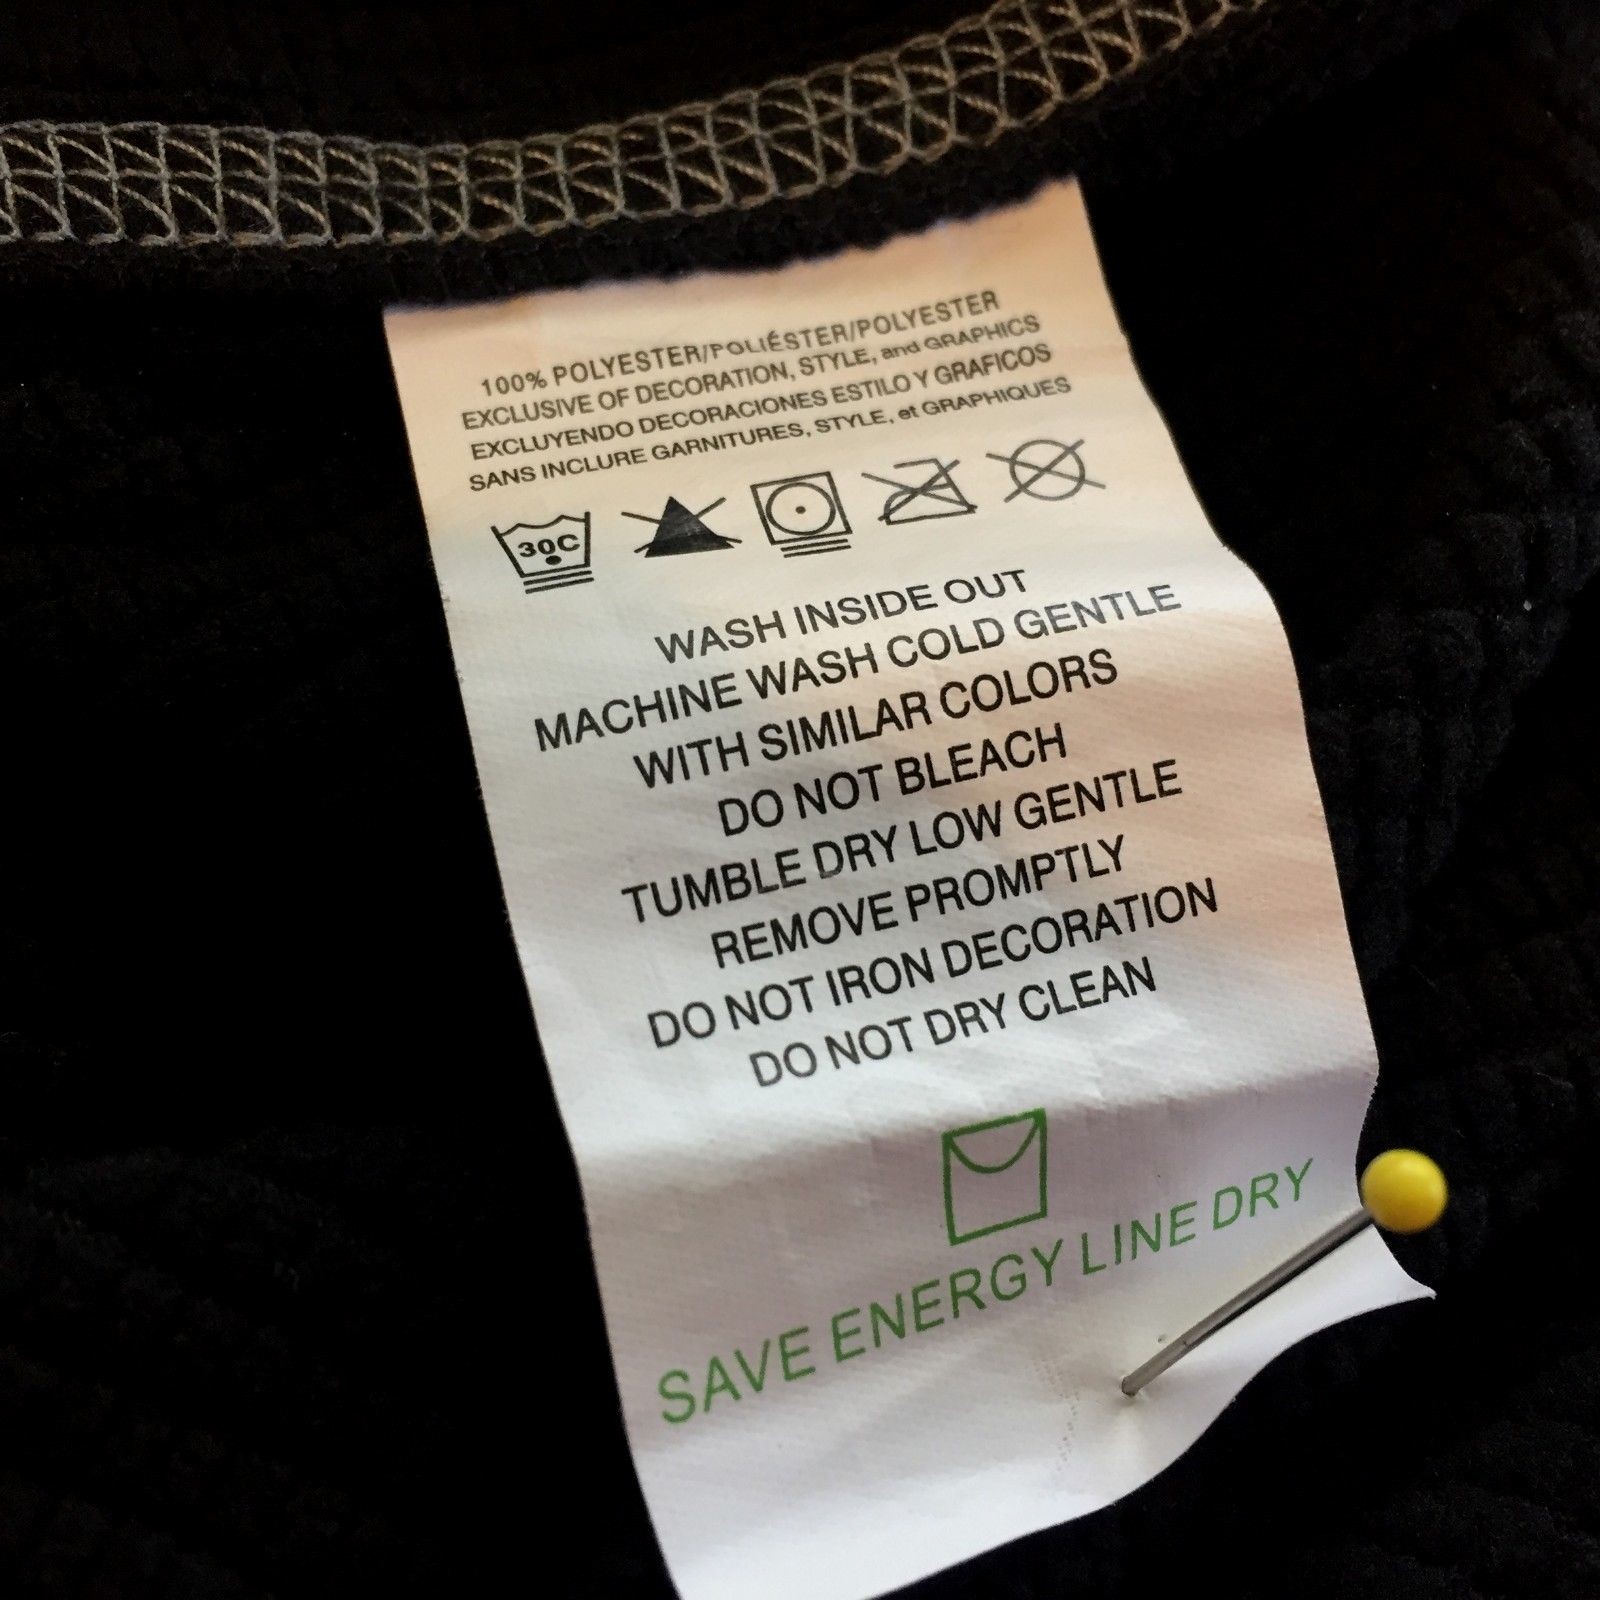 100% POLYESTER/POLIÉSTER/POLYESTER
EXCLUSIVE OF DECORATION, STYLE, and GRAPHICS
EXCLUYENDO DECORACIONES ESTILO Y GRAFICOS
SANS INCLURE GARNITURES, STYLE, et GRAPHIQUES
30C
WASH INSIDE OUT
MACHINE WASH COLD GENTLE
WITH SIMILAR COLORS
DO NOT BLEACH
TUMBLE DRY LOW GENTLE
REMOVE PROMPTLY
DO NOT IRON DECORATION
DO NOT DRY CLEAN
SAVE ENERGY LINE DRY